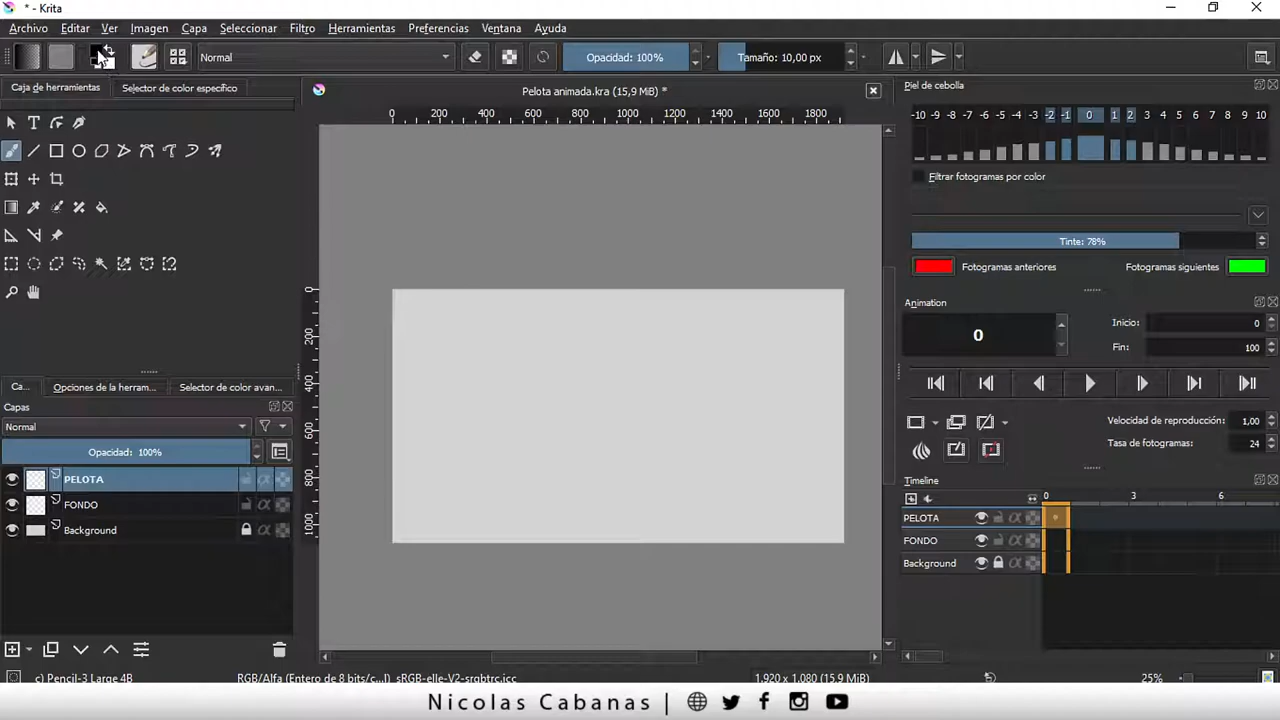 * - Krita
Archivo Editar Ver Imagen Capa Seleccionar Filtro Herramientas Preferencias Ventana Ayuda
Normal Opacidad: 100% Tamaño: 10,00 px
Caja de herramientas Selector de color específico
Pelota animada.kra (15,9 MiB) *
Piel de cebolla
0 200 400 600 800 1000 1200 1400 1600 1800
-10 -9 -8 -7 -6 -5 -4 -3 -2 -1 0 1 2 3 4 5 6 7 8 9 10
Filtrar fotogramas por color
Tinte: 78%
Fotogramas anteriores Fotogramas siguientes
0 200 400 600 800 1000
Animation
0
Inicio: 0
Fin: 100
Ca... Opciones de la herram... Selector de color avan...
Capas
Normal
Opacidad: 100%
PELOTA
FONDO
Background
Velocidad de reproducción: 1,00
Tasa de fotogramas: 24
Timeline
0 3 6
PELOTA
FONDO
Background
c) Pencil-3 Large 4B RGB/Alfa (Entero de 8 bits/c...l) sRGB-elle-V2-srgbtrc.icc 1.920 x 1.080 (15,9 MiB) 25%
Nicolas Cabanas |